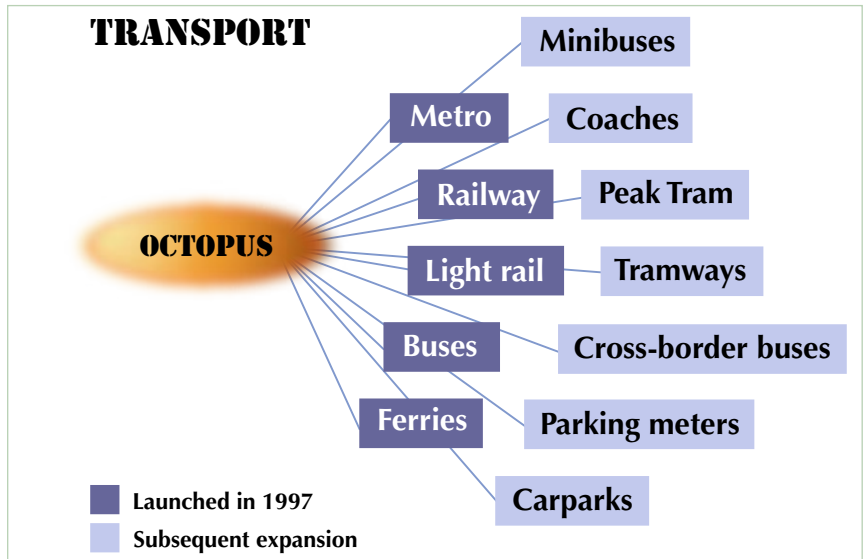 TRANSPORT
Minibuses
Metro
Coaches
Railway
Peak Tram
OCTOPUS
Light rail
Tramways
Buses
Cross-border buses
Ferries
Parking meters
Carparks
Launched in 1997
Subsequent expansion